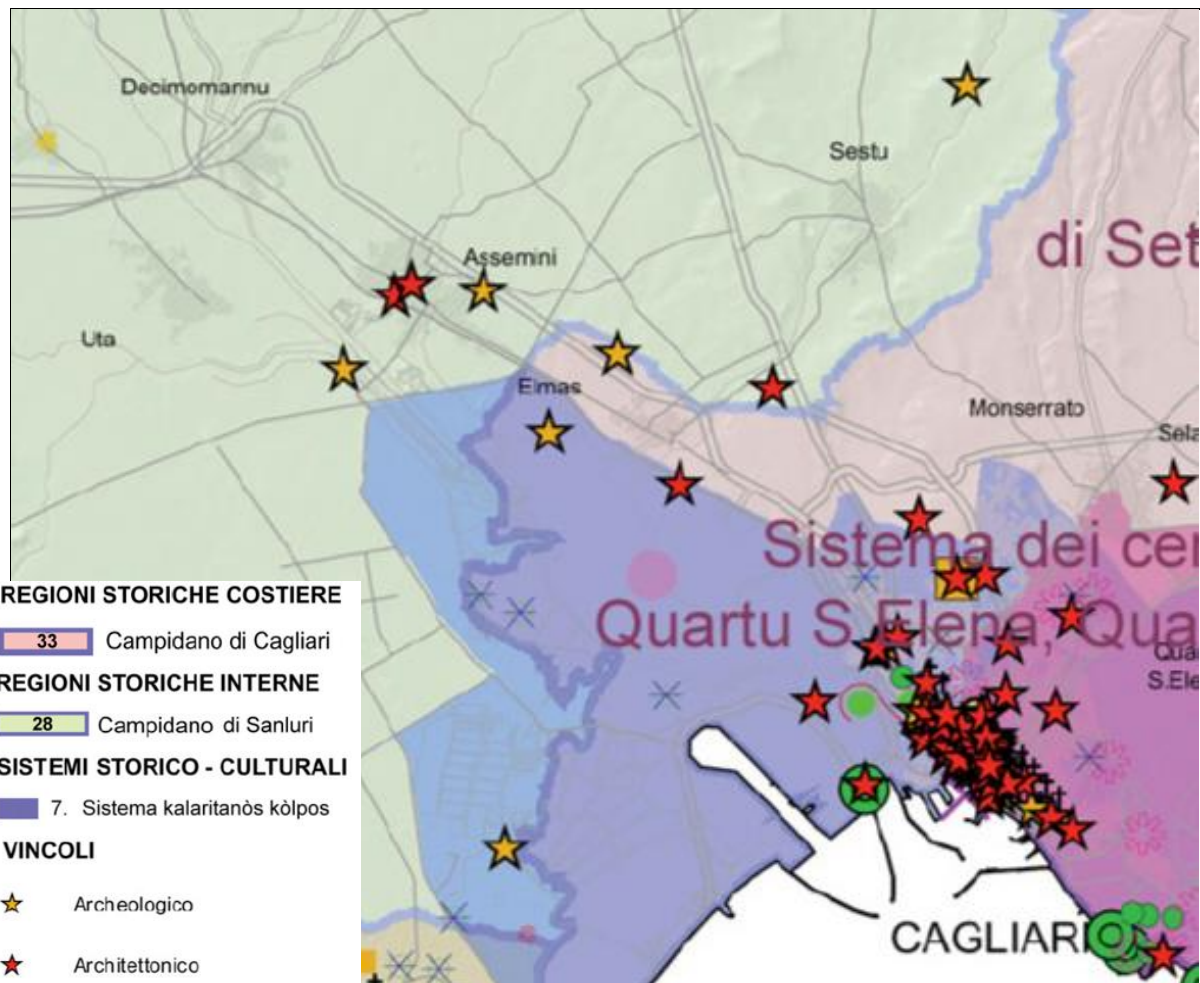 Decimomannu
Sestu
di Set
Assemini
Uta
Elmas
Monserrato
Sela
Sistema dei cer
Quartu S.Elena, Qua
Quar
S.Ele
CAGLIARI
REGIONI STORICHE COSTIERE
33 Campidano di Cagliari
REGIONI STORICHE INTERNE
28 Campidano di Sanluri
SISTEMI STORICO - CULTURALI
7. Sistema kalaritanòs kòlpos
VINCOLI
Archeologico
Architettonico